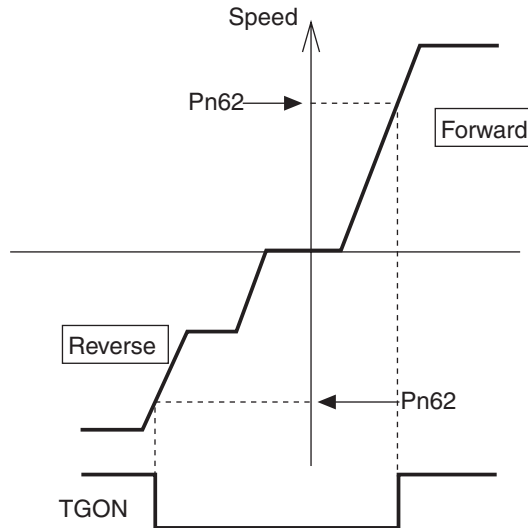 Speed
Pn62
Forward
Reverse
Pn62
TGON